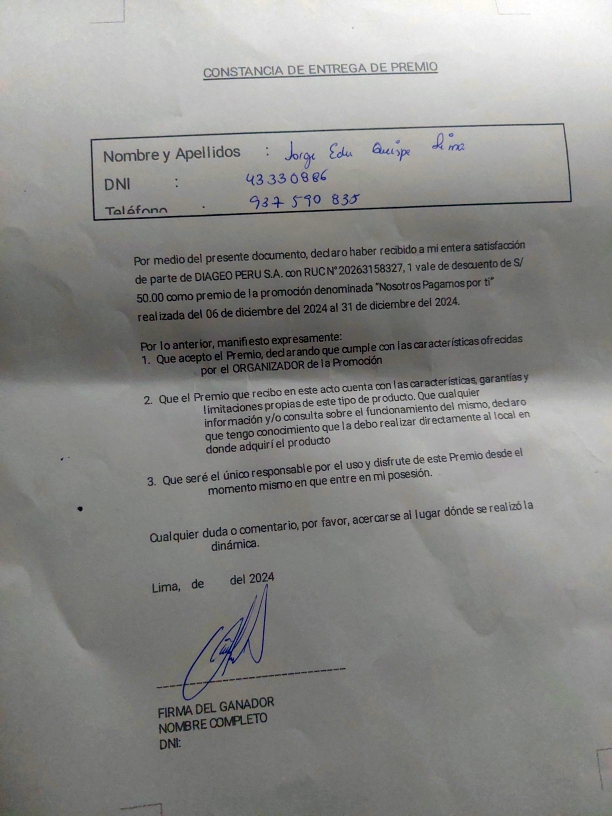 CONSTANCIA DE ENTREGA DE PREMIO
Nombre y Apellidos : Jorge Edu Quispe Lima
DNI : 43330886
Teléfono : 937 590 835
Por medio del presente documento, declaro haber recibido a mi entera satisfacción
de parte de DIAGEO PERU S.A. con RUC N° 20263158327, 1 vale de descuento de S/
50.00 como premio de la promoción denominada "Nosotros Pagamos por ti"
realizada del 06 de diciembre del 2024 al 31 de diciembre del 2024.
Por lo anterior, manifiesto expresamente:
1. Que acepto el Premio, declarando que cumple con las características ofrecidas
por el ORGANIZADOR de la Promoción
2. Que el Premio que recibo en este acto cuenta con las características, garantías y
limitaciones propias de este tipo de producto. Que cualquier
información y/o consulta sobre el funcionamiento del mismo, declaro
que tengo conocimiento que la debo realizar directamente al local en
donde adquirí el producto
3. Que seré el único responsable por el uso y disfrute de este Premio desde el
momento mismo en que entre en mi posesión.
Cualquier duda o comentario, por favor, acercarse al lugar dónde se realizó la
dinámica.
Lima, de del 2024
FIRMA DEL GANADOR
NOMBRE COMPLETO
DNI: